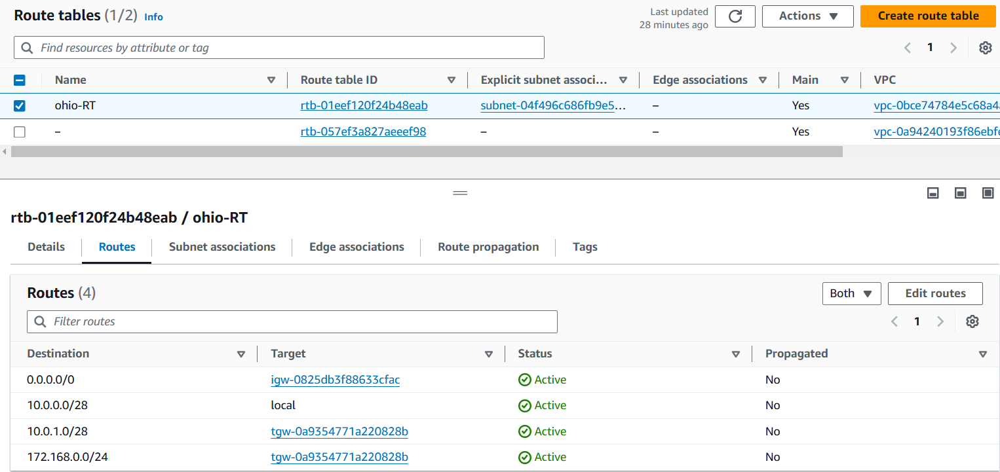 Route tables (1/2) Info
Last updated
28 minutes ago
Actions
Create route table
Find resources by attribute or tag
1
Name Route table ID Explicit subnet associ... Edge associations Main VPC
ohio-RT rtb-01eef120f24b48eab subnet-04f496c686fb9e5... – Yes vpc-0bce74784e5c68a4
– rtb-057ef3a827aeeef98 – – Yes vpc-0a94240193f86ebf
rtb-01eef120f24b48eab / ohio-RT
Details Routes Subnet associations Edge associations Route propagation Tags
Routes (4)
Both
Edit routes
Filter routes
1
Destination Target Status Propagated
0.0.0.0/0 igw-0825db3f88633cfac Active No
10.0.0.0/28 local Active No
10.0.1.0/28 tgw-0a9354771a220828b Active No
172.168.0.0/24 tgw-0a9354771a220828b Active No